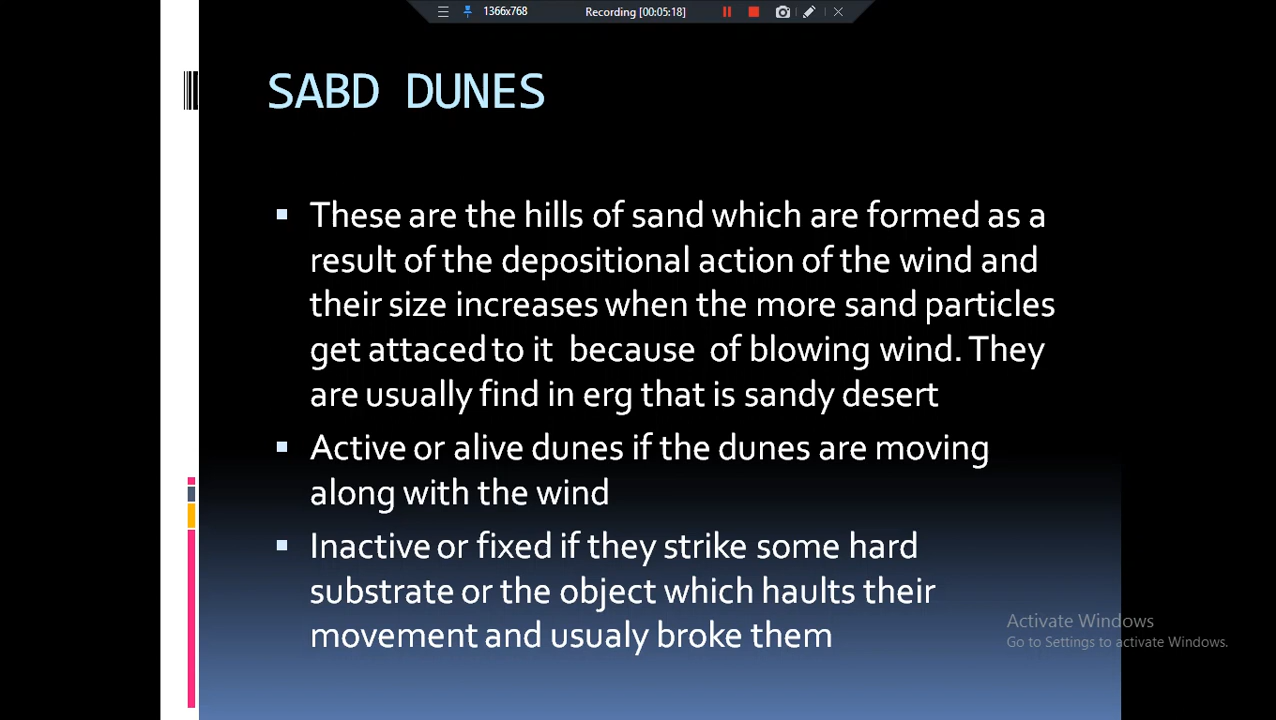 1366x768
Recording [00:05:18]
SABD DUNES
These are the hills of sand which are formed as a
result of the depositional action of the wind and
their size increases when the more sand particles
get attaced to it because of blowing wind. They
are usually find in erg that is sandy desert
Active or alive dunes if the dunes are moving
along with the wind
Inactive or fixed if they strike some hard
substrate or the object which haults their
movement and usualy broke them
Activate Windows
Go to Settings to activate Windows.